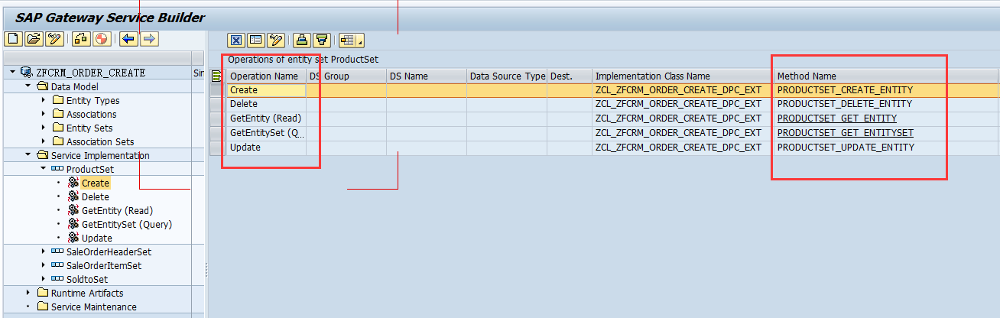 SAP Gateway Service Builder
ZFCRM_ORDER_CREATE
Data Model
Entity Types
Associations
Entity Sets
Association Sets
Service Implementation
ProductSet
Create
Delete
GetEntity (Read)
GetEntitySet (Query)
Update
SaleOrderHeaderSet
SaleOrderItemSet
SoldtoSet
Runtime Artifacts
Service Maintenance
Operations of entity set ProductSet
Operation Name DS Group DS Name Data Source Type Dest. Implementation Class Name Method Name
Create ZCL_ZFCRM_ORDER_CREATE_DPC_EXT PRODUCTSET_CREATE_ENTITY
Delete ZCL_ZFCRM_ORDER_CREATE_DPC_EXT PRODUCTSET_DELETE_ENTITY
GetEntity (Read) ZCL_ZFCRM_ORDER_CREATE_DPC_EXT PRODUCTSET_GET_ENTITY
GetEntitySet (Q... ZCL_ZFCRM_ORDER_CREATE_DPC_EXT PRODUCTSET_GET_ENTITYSET
Update ZCL_ZFCRM_ORDER_CREATE_DPC_EXT PRODUCTSET_UPDATE_ENTITY